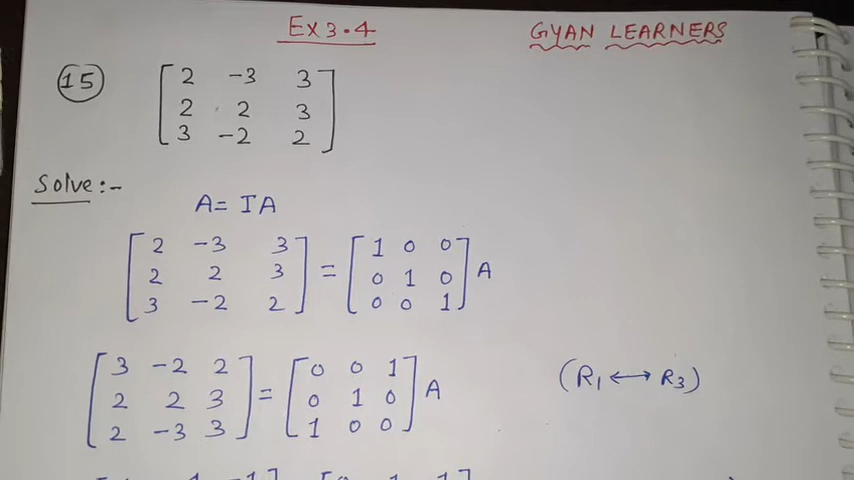 Ex 3.4
GYAN LEARNERS
15
2 -3 3
2 2 3
3 -2 2
Solve:-
A = IA
2 -3 3 1 0 0
2 2 3 = 0 1 0 A
3 -2 2 0 0 1
3 -2 2 0 0 1
2 2 3 = 0 1 0 A (R1 ↔ R3)
2 -3 3 1 0 0